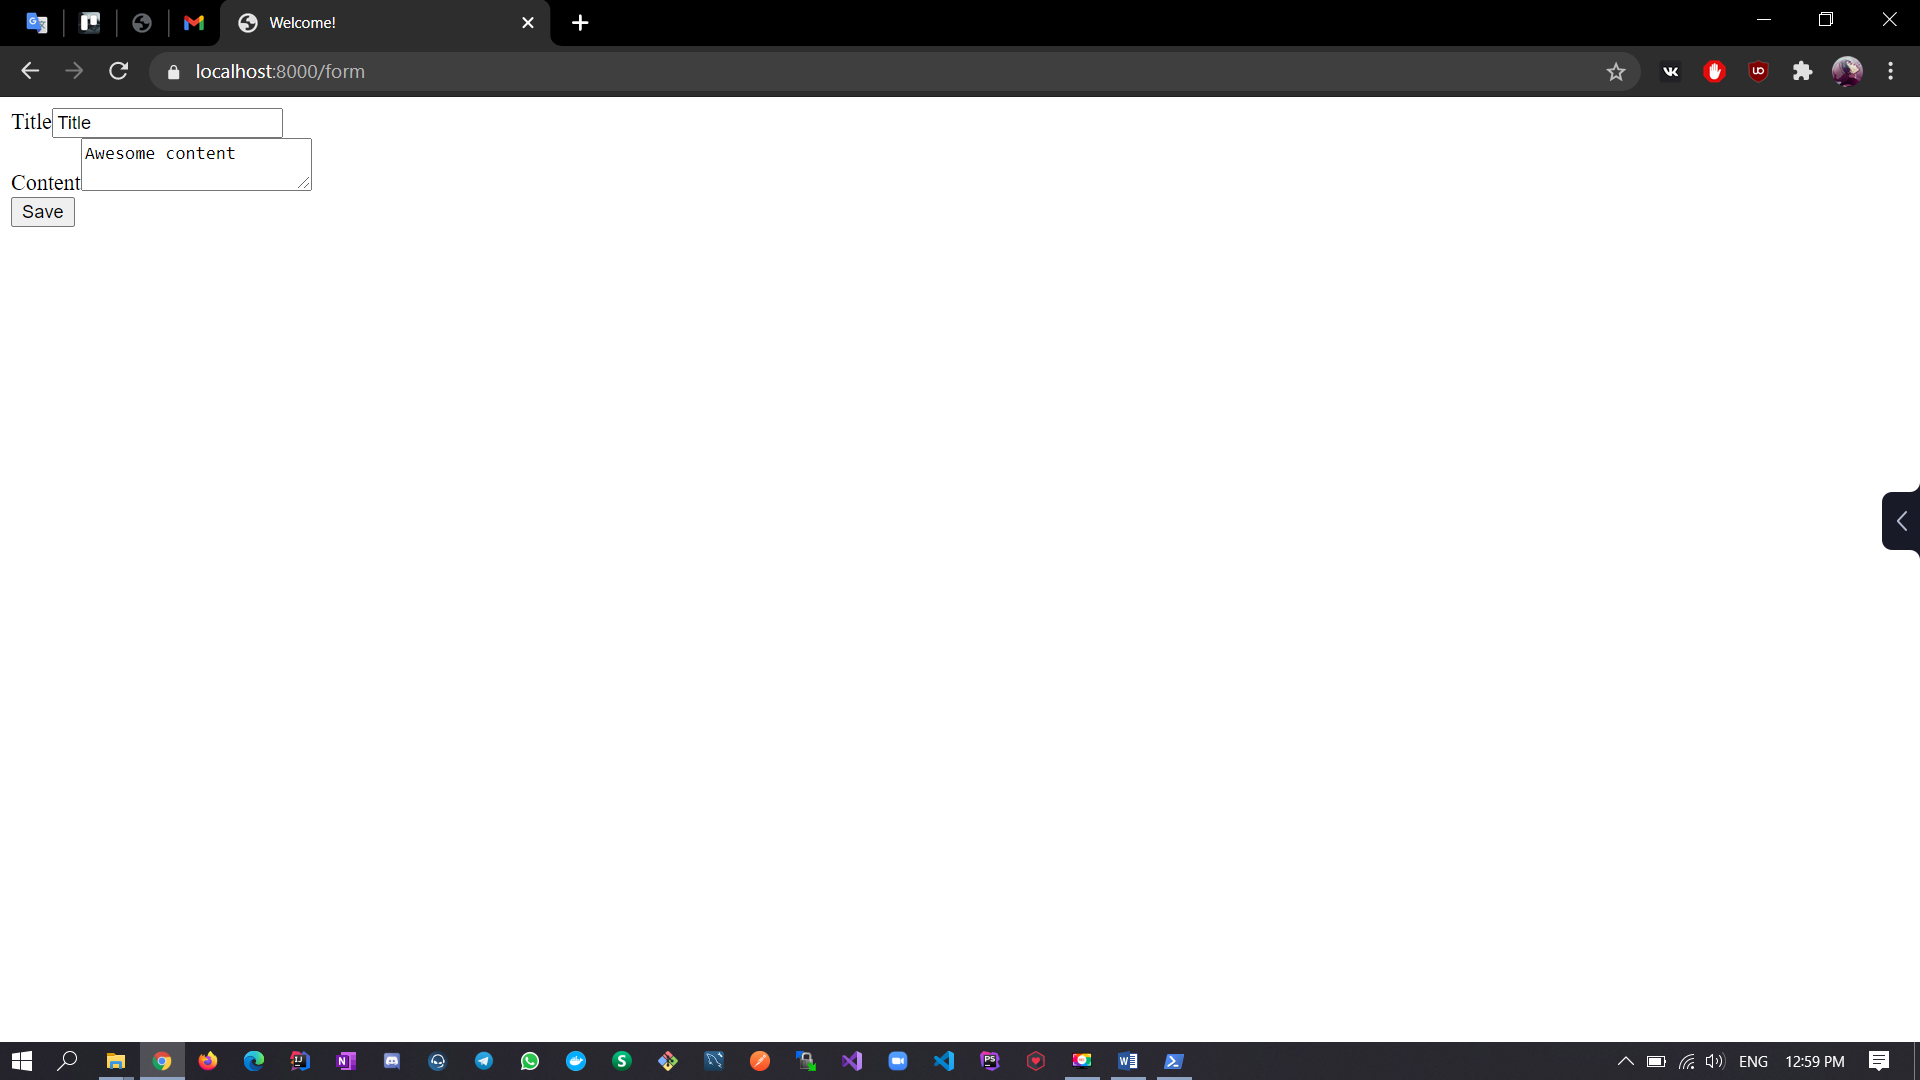 Welcome!
localhost:8000/form
Title Title
Awesome content
Content
Save
ENG 12:59 PM